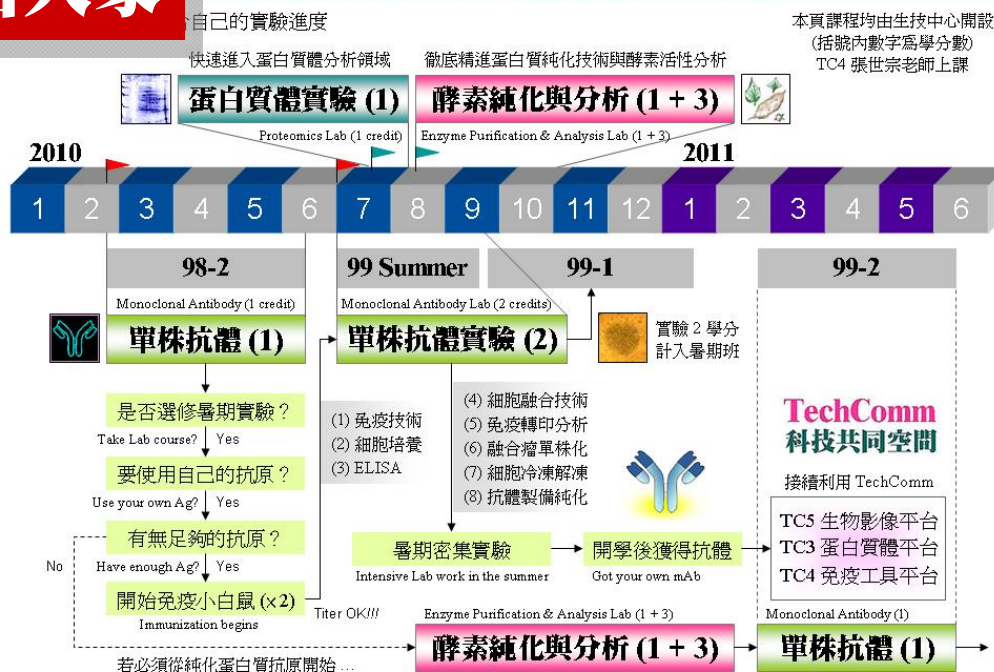 自己的實驗進度
本頁課程均由生技中心開設
(括號內數字為學分數)
TC4 張世宗老師上課
快速進入蛋白質體分析領域
徹底精進蛋白質純化技術與酵素活性分析
蛋白質體實驗 (1)
酵素純化與分析 (1 + 3)
Proteomics Lab (1 credit)
Enzyme Purification & Analysis Lab (1 + 3)
2010
2011
1 2 3 4 5 6 7 8 9 10 11 12 1 2 3 4 5 6
98-2
99 Summer
99-1
99-2
Monoclonal Antibody (1 credit)
Monoclonal Antibody Lab (2 credits)
單株抗體 (1)
單株抗體實驗 (2)
實驗 2 學分
計入暑期班
是否選修暑期實驗？
Take Lab course? Yes
要使用自己的抗原？
Use your own Ag? Yes
有無足夠的抗原？
No
Have enough Ag? Yes
開始免疫小白鼠 (×2)
Immunization begins
Titer OK!!!
(1) 免疫技術
(2) 細胞培養
(3) ELISA
(4) 細胞融合技術
(5) 免疫轉印分析
(6) 融合瘤單株化
(7) 細胞冷凍解凍
(8) 抗體製備純化
暑期密集實驗
Intensive Lab work in the summer
開學後獲得抗體
Got your own mAb
TechComm
科技共同空間
接續利用 TechComm
TC5 生物影像平台
TC3 蛋白質體平台
TC4 免疫工具平台
若必須從純化蛋白質抗原開始 ...
Enzyme Purification & Analysis Lab (1 + 3)
酵素純化與分析 (1 + 3)
Monoclonal Antibody (1)
單株抗體 (1)